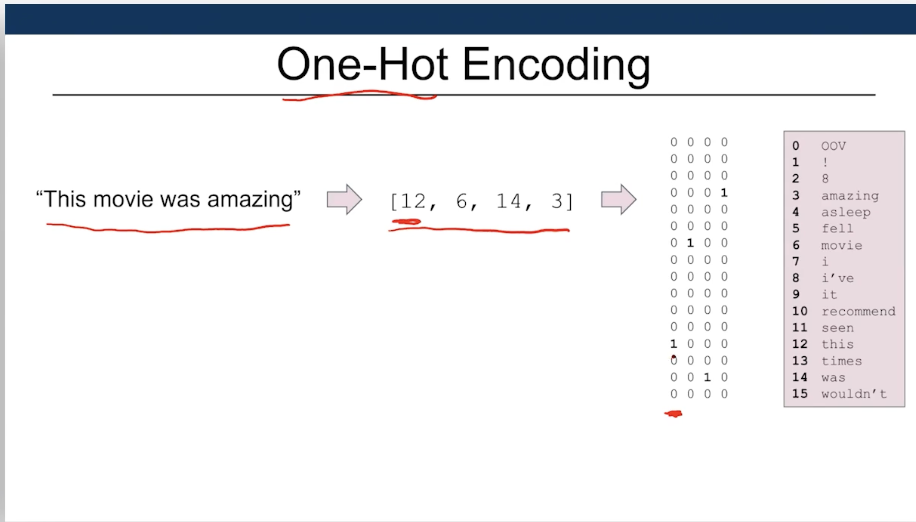 One-Hot Encoding
“This movie was amazing”
[12, 6, 14, 3]
0 0 0 0
0 0 0 0
0 0 0 0
0 0 0 1
0 0 0 0
0 0 0 0
0 1 0 0
0 0 0 0
0 0 0 0
0 0 0 0
0 0 0 0
0 0 0 0
1 0 0 0
0 0 0 0
0 0 1 0
0 0 0 0
0 OOV
1 !
2 8
3 amazing
4 asleep
5 fell
6 movie
7 i
8 i’ve
9 it
10 recommend
11 seen
12 this
13 times
14 was
15 wouldn’t